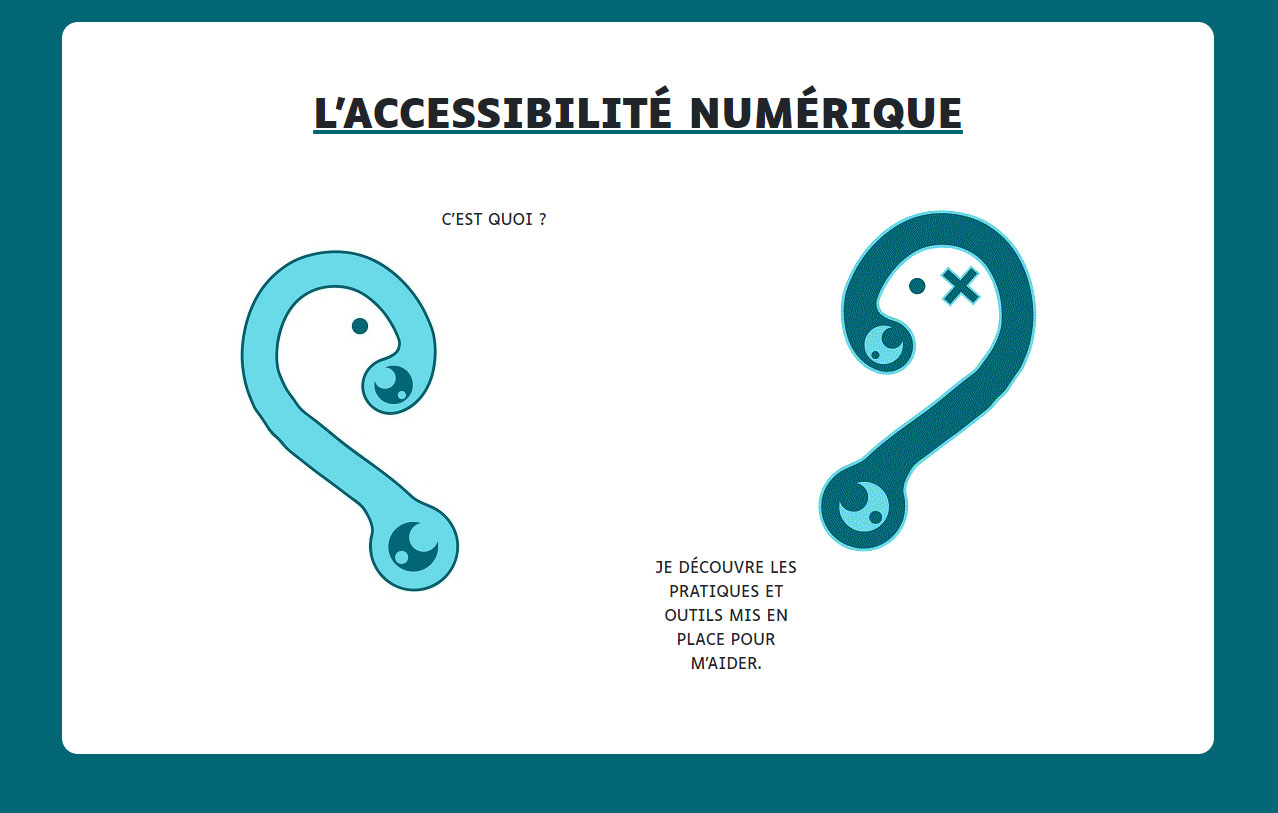 L’ACCESSIBILITÉ NUMÉRIQUE
C’EST QUOI ?
JE DÉCOUVRE LES
PRATIQUES ET
OUTILS MIS EN
PLACE POUR
M’AIDER.